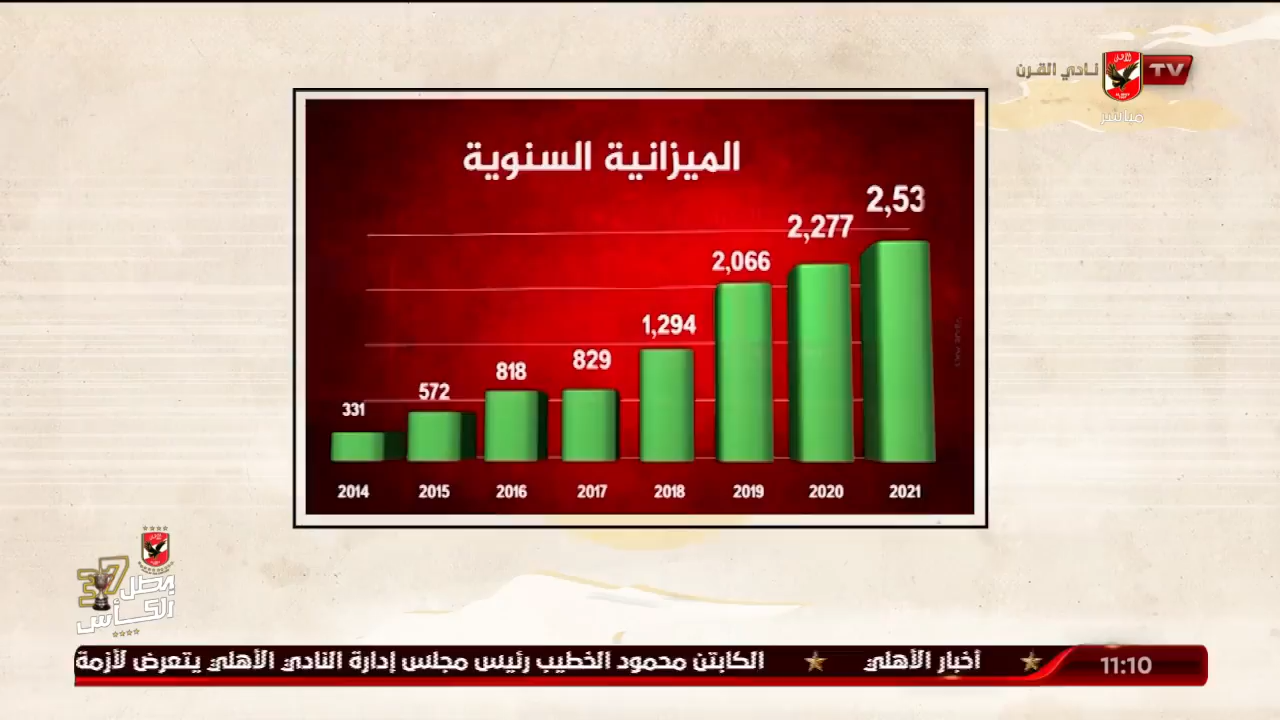 نادي القرن TV
مباشر
الميزانية السنوية
331 572 818 829 1,294 2,066 2,277 2,53
2014 2015 2016 2017 2018 2019 2020 2021
37
بطل
الكأس
11:10 أخبار الأهلي الكابتن محمود الخطيب رئيس مجلس إدارة النادي الأهلي يتعرض لأزمة